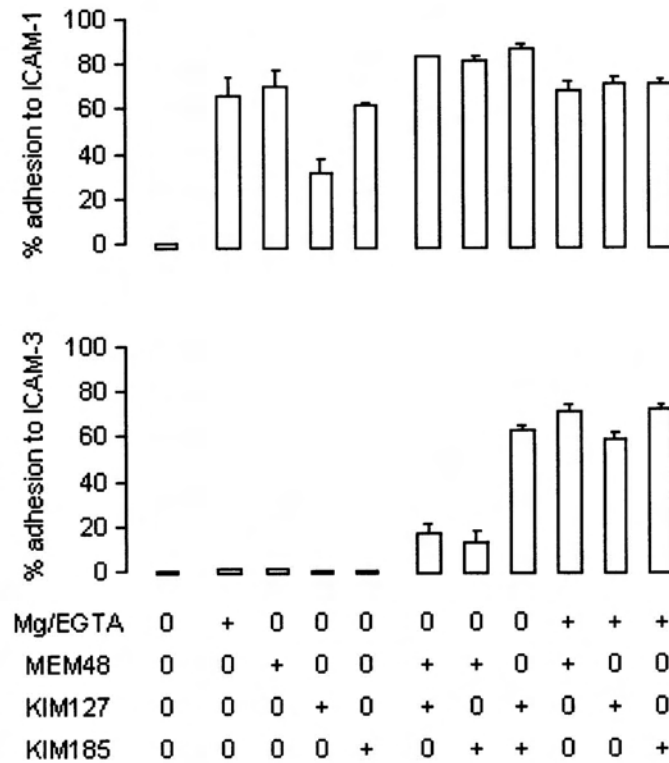 % adhesion to ICAM-1
100
80
60
40
20
0
% adhesion to ICAM-3
100
80
60
40
20
0
Mg/EGTA 0 + 0 0 0 0 0 0 + + +
MEM48 0 0 + 0 0 + + 0 + 0 0
KIM127 0 0 0 + 0 + 0 + 0 + 0
KIM185 0 0 0 0 + 0 + + 0 0 +